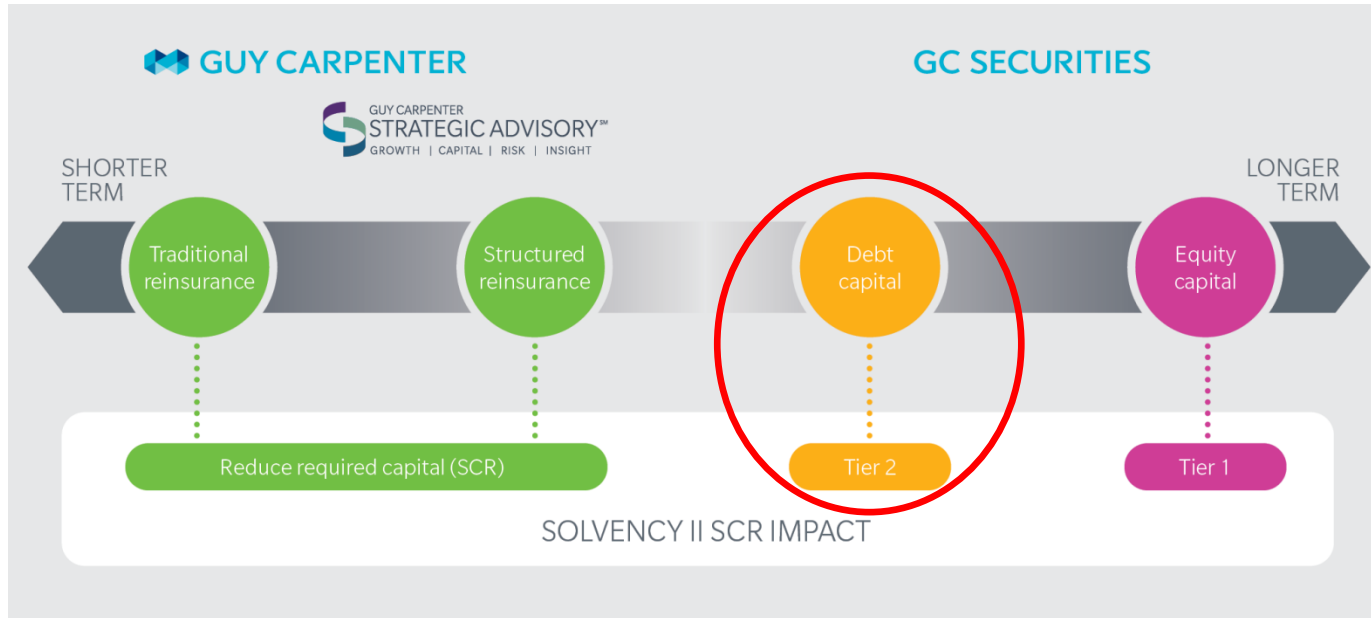 GUY CARPENTER
GC SECURITIES
GUY CARPENTER
STRATEGIC ADVISORY℠
GROWTH | CAPITAL | RISK | INSIGHT
SHORTER
TERM
LONGER
TERM
Traditional
reinsurance
Structured
reinsurance
Debt
capital
Equity
capital
Reduce required capital (SCR)
Tier 2
Tier 1
SOLVENCY II SCR IMPACT